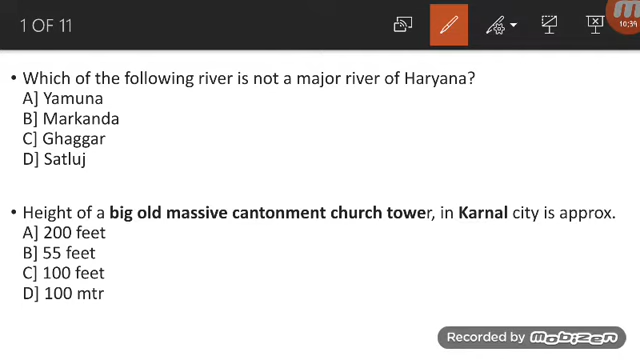 1 OF 11
10:39
• Which of the following river is not a major river of Haryana?
A] Yamuna
B] Markanda
C] Ghaggar
D] Satluj
• Height of a big old massive cantonment church tower, in Karnal city is approx.
A] 200 feet
B] 55 feet
C] 100 feet
D] 100 mtr
Recorded by mobizen